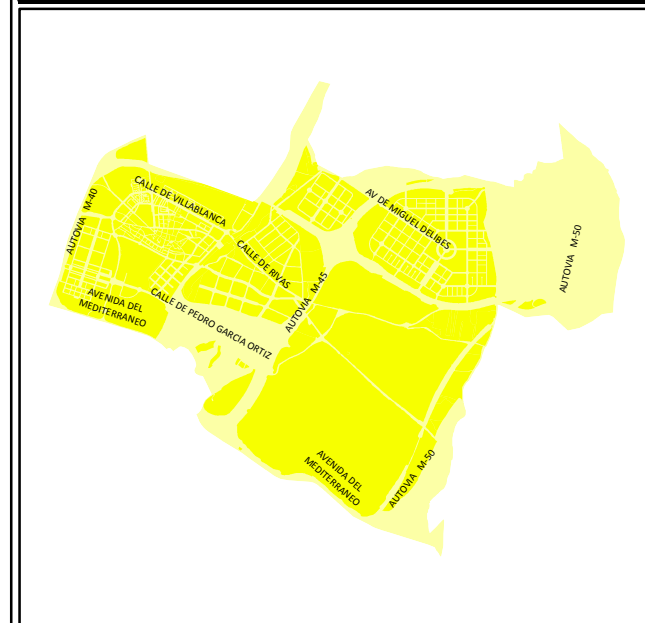 AUTOVIA M-40
CALLE DE VILLABLANCA
AV DE MIGUEL DELIBES
AUTOVIA M-50
CALLE DE RIVAS
AUTOVIA M-45
AVENIDA DEL
MEDITERRANEO
CALLE DE PEDRO GARCIA ORTIZ
AVENIDA DEL
MEDITERRANEO
AUTOVIA M-50